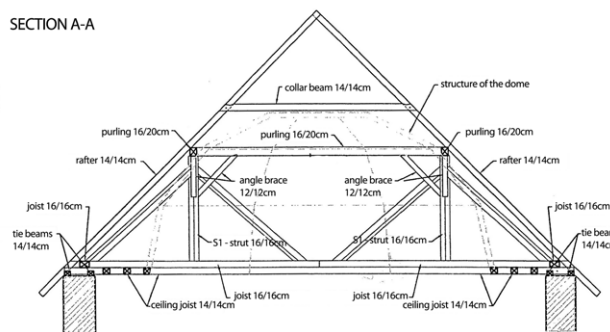 SECTION A-A
collar beam 14/14cm
structure of the dome
purling 16/20cm
purling 16/20cm
purling 16/20cm
rafter 14/14cm
angle brace
12/12cm
angle brace
12/12cm
rafter 14/14cm
joist 16/16cm
joist 16/16cm
tie beams
14/14cm
S1 - strut 16/16cm
S1 - strut 16/16cm
tie beams
14/14cm
joist 16/16cm
joist 16/16cm
ceiling joist 14/14cm
ceiling joist 14/14cm